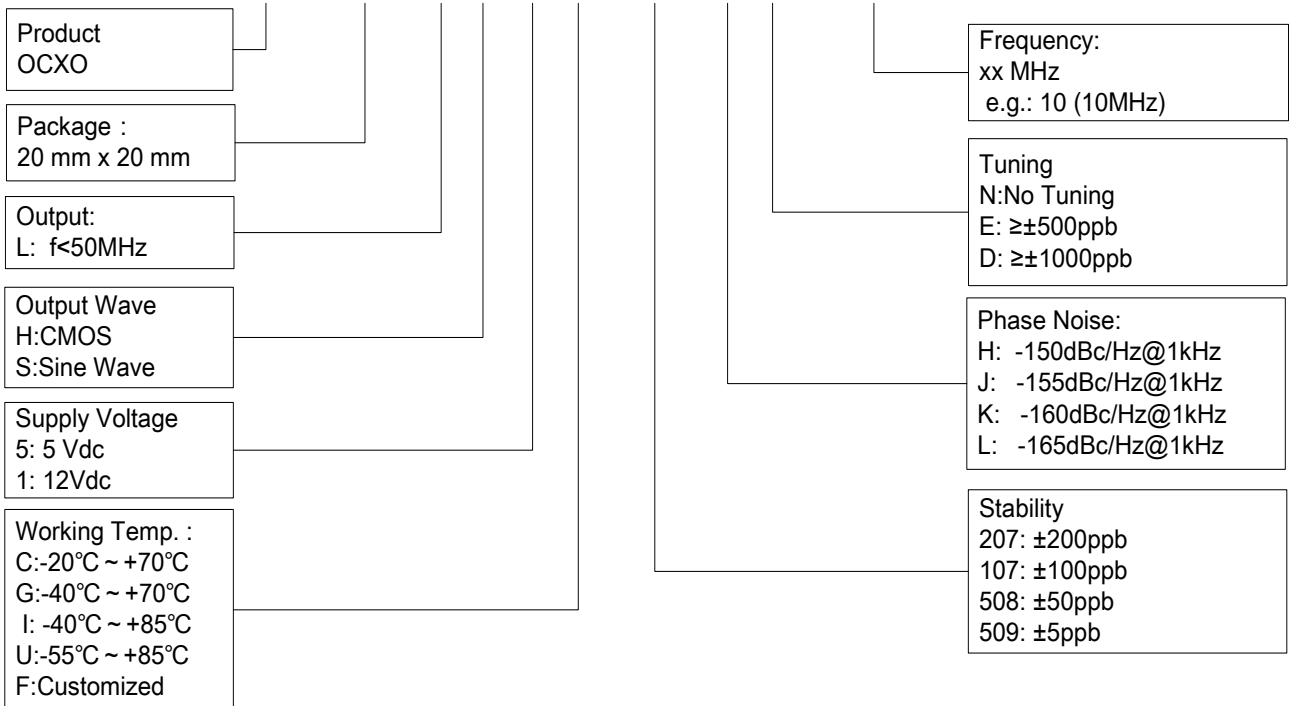 Product
OCXO
Package :
20 mm x 20 mm
Output:
L: f<50MHz
Output Wave
H:CMOS
S:Sine Wave
Supply Voltage
5: 5 Vdc
1: 12Vdc
Working Temp. :
C:-20℃ ~ +70℃
G:-40℃ ~ +70℃
I: -40℃ ~ +85℃
U:-55℃ ~ +85℃
F:Customized
Frequency:
xx MHz
e.g.: 10 (10MHz)
Tuning
N:No Tuning
E: ≥±500ppb
D: ≥±1000ppb
Phase Noise:
H: -150dBc/Hz@1kHz
J: -155dBc/Hz@1kHz
K: -160dBc/Hz@1kHz
L: -165dBc/Hz@1kHz
Stability
207: ±200ppb
107: ±100ppb
508: ±50ppb
509: ±5ppb